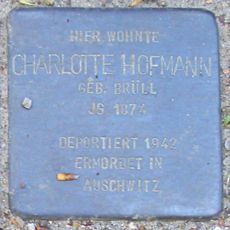 HIER WOHNTE
CHARLOTTE HOFMANN
GEB. BRÜLL
JG. 1874
DEPORTIERT 1942
ERMORDET IN
AUSCHWITZ